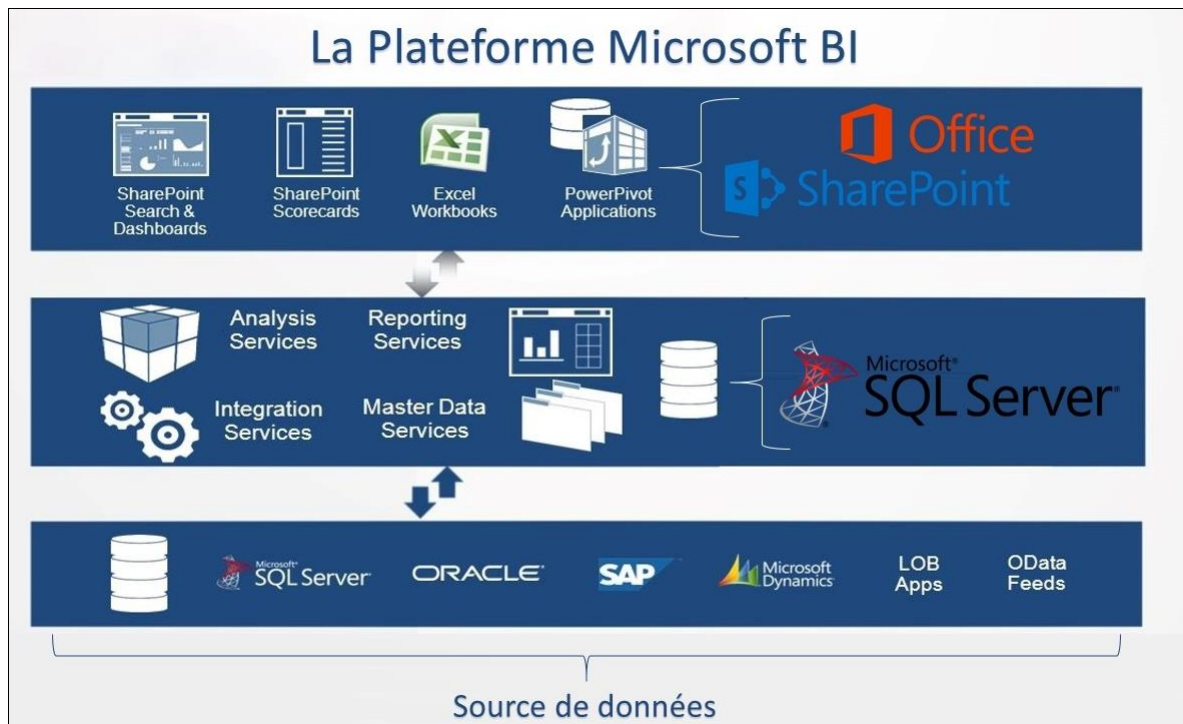 La Plateforme Microsoft BI
SharePoint
Search &
Dashboards
SharePoint
Scorecards
Excel
Workbooks
PowerPivot
Applications
Office
SharePoint
Analysis
Services
Reporting
Services
Integration
Services
Master Data
Services
Microsoft®
SQL Server®
Microsoft®
SQL Server®
ORACLE®
SAP
Microsoft
Dynamics®
LOB
Apps
OData
Feeds
Source de données